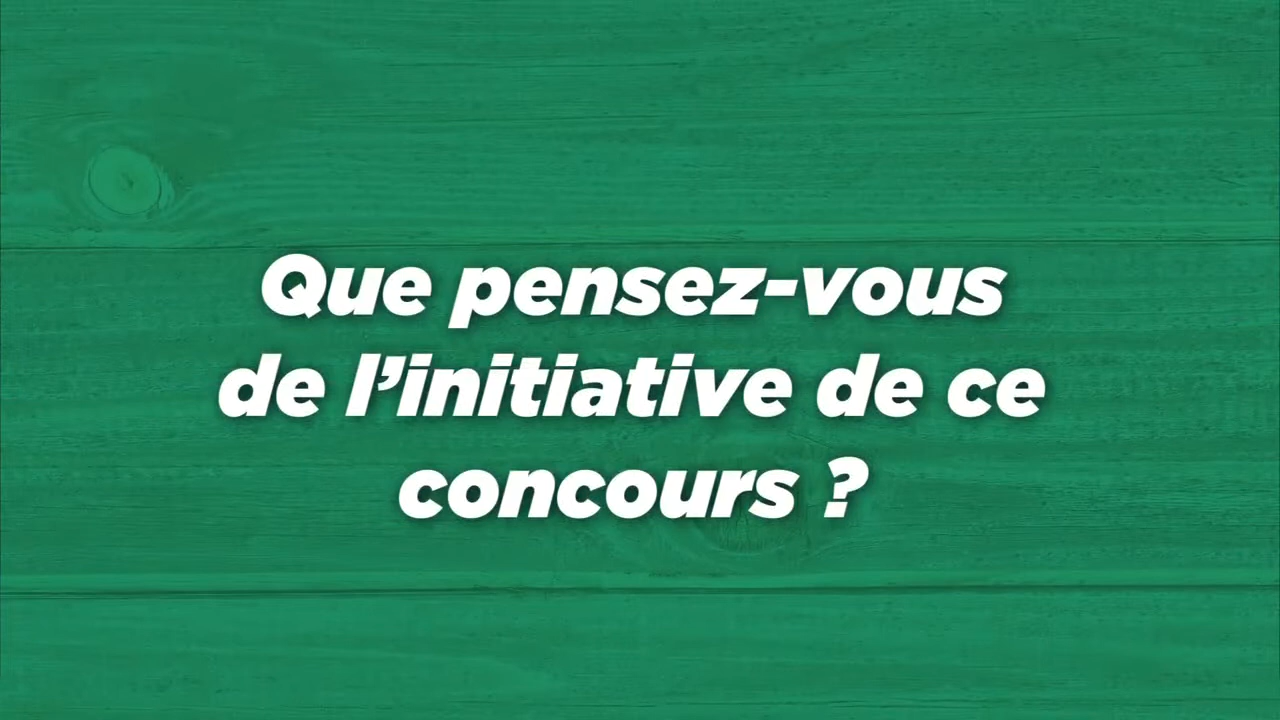 Que pensez-vous
de l’initiative de ce
concours ?